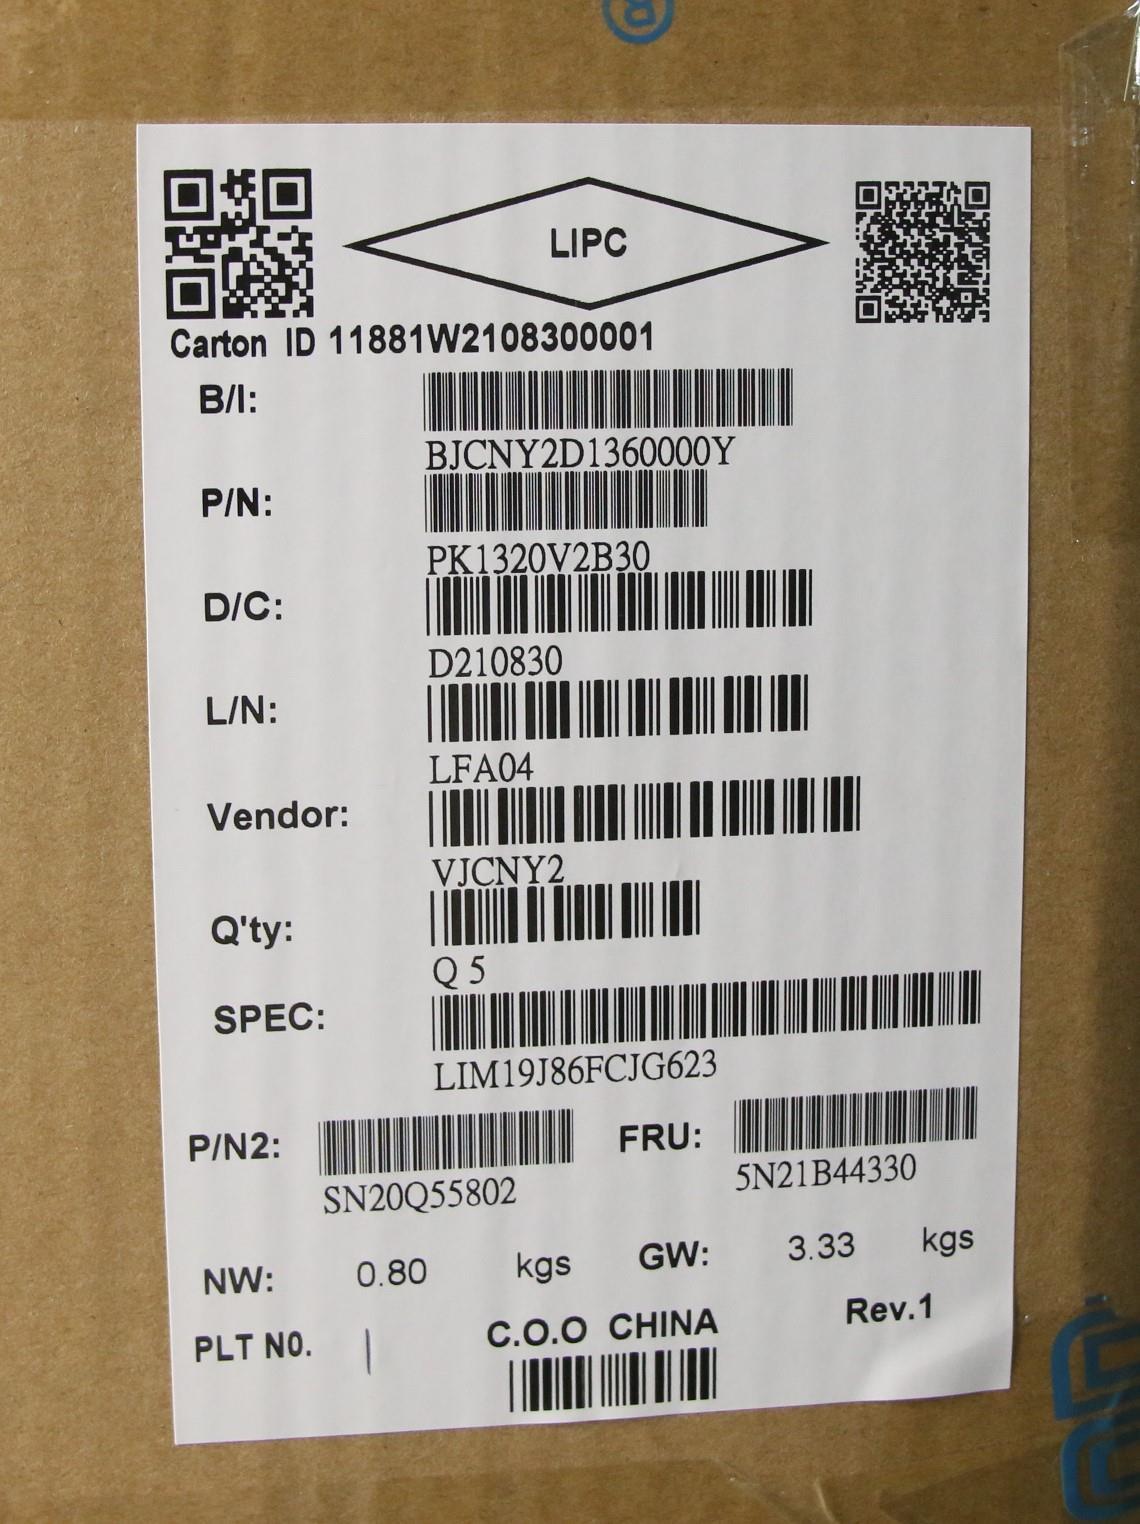 ®
LIPC
Carton ID 11881W2108300001
B/I:
BJCNY2D1360000Y
P/N:
PK1320V2B30
D/C:
D210830
L/N:
LFA04
Vendor:
VJCNY2
Q'ty:
Q 5
SPEC:
LIM19J86FCJG623
P/N2: FRU:
SN20Q55802 5N21B44330
NW: 0.80 kgs GW: 3.33 kgs
PLT N0. | C.O.O CHINA Rev.1